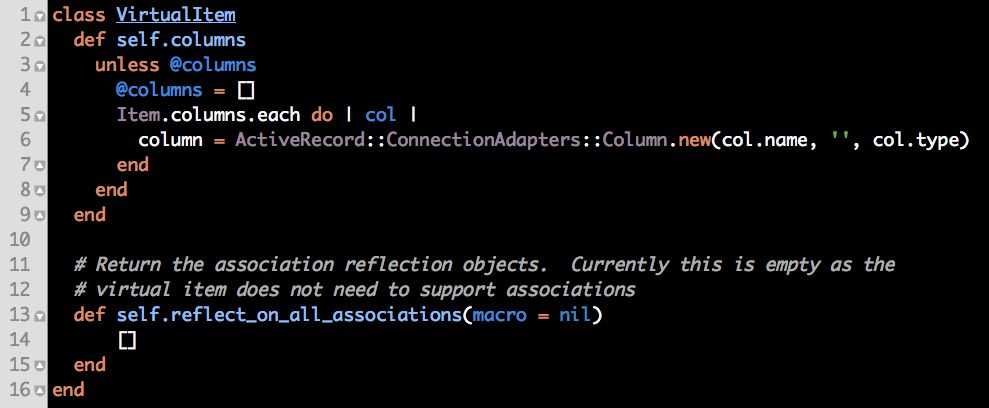 1 class VirtualItem
2   def self.columns
3     unless @columns
4       @columns = []
5       Item.columns.each do | col |
6         column = ActiveRecord::ConnectionAdapters::Column.new(col.name, '', col.type)
7       end
8     end
9   end
10
11   # Return the association reflection objects.  Currently this is empty as the
12   # virtual item does not need to support associations
13   def self.reflect_on_all_associations(macro = nil)
14       []
15   end
16 end